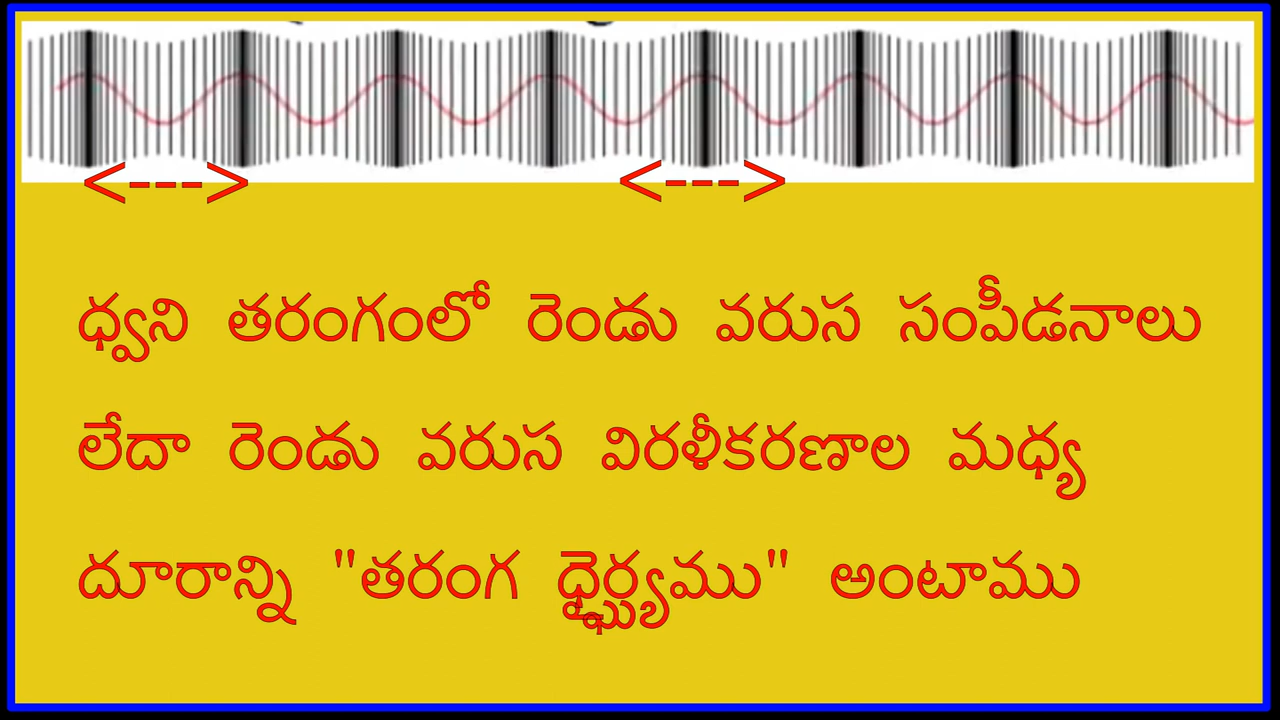 <--->
<--->
ధ్వని తరంగంలో రెండు వరుస సంపీడనాలు
లేదా రెండు వరుస విరళీకరణాల మధ్య
దూరాన్ని "తరంగ ధైర్ఘ్యము" అంటాము